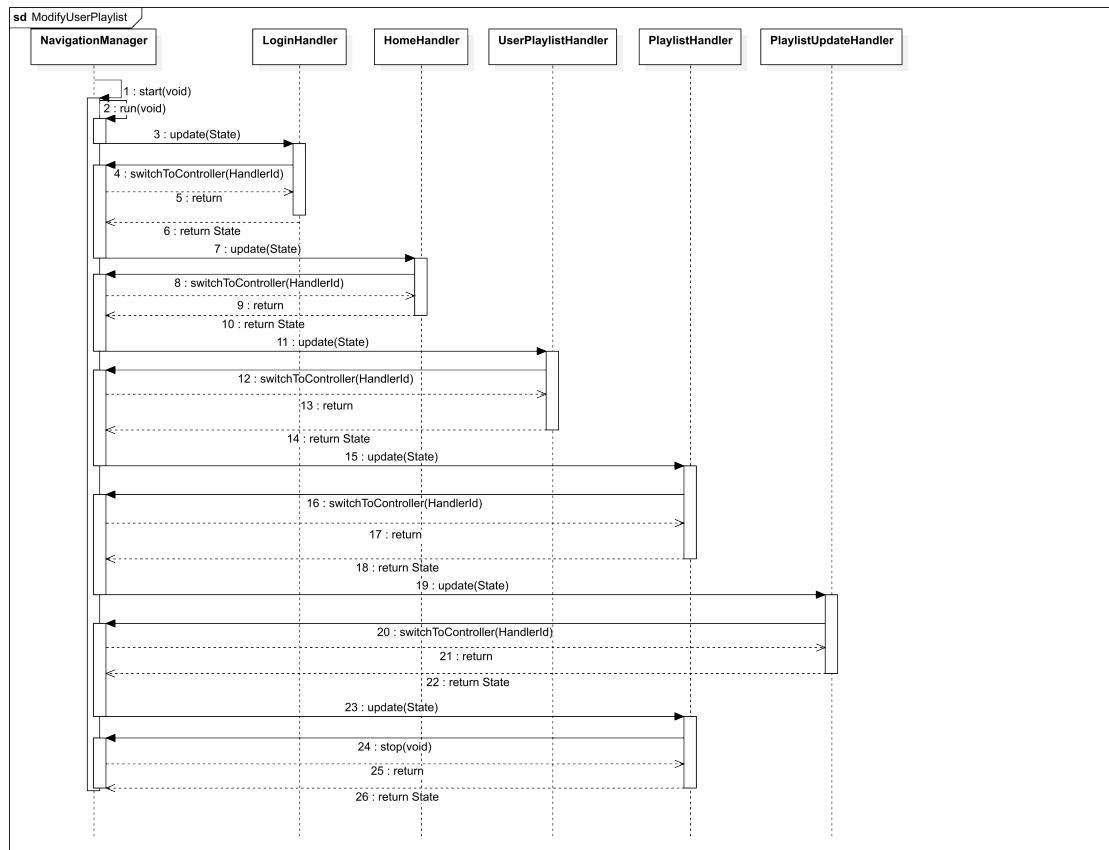 sd ModifyUserPlaylist
NavigationManager
LoginHandler
HomeHandler
UserPlaylistHandler
PlaylistHandler
PlaylistUpdateHandler
1 : start(void)
2 : run(void)
3 : update(State)
4 : switchToController(HandlerId)
5 : return
6 : return State
7 : update(State)
8 : switchToController(HandlerId)
9 : return
10 : return State
11 : update(State)
12 : switchToController(HandlerId)
13 : return
14 : return State
15 : update(State)
16 : switchToController(HandlerId)
17 : return
18 : return State
19 : update(State)
20 : switchToController(HandlerId)
21 : return
22 : return State
23 : update(State)
24 : stop(void)
25 : return
26 : return State